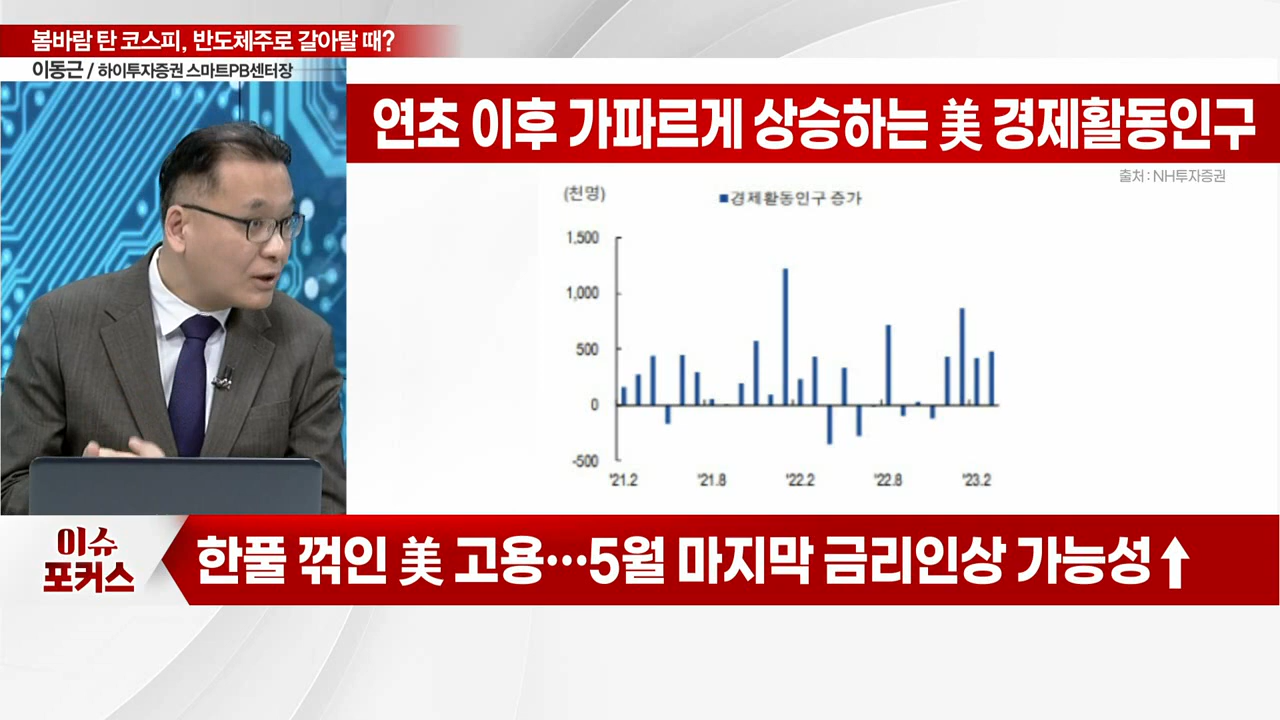 봄바람 탄 코스피, 반도체주로 갈아탈 때?
이동근 / 하이투자증권 스마트PB센터장
연초 이후 가파르게 상승하는 美 경제활동인구
출처 : NH투자증권
(천명)
■경제활동인구 증가
1,500
1,000
500
0
-500
'21.2 '21.8 '22.2 '22.8 '23.2
이슈
포커스
한풀 꺾인 美 고용…5월 마지막 금리인상 가능성↑